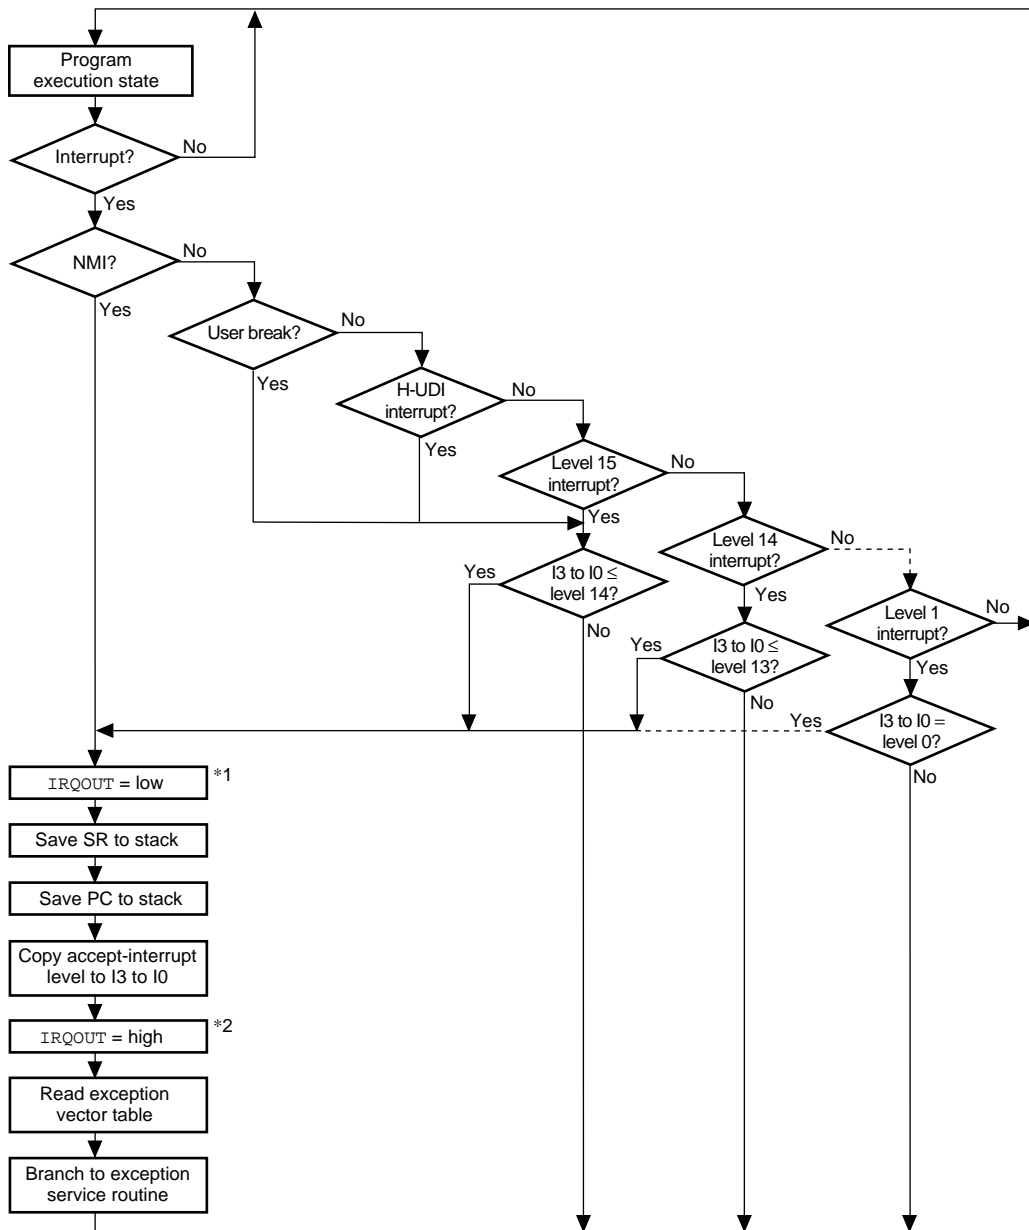 Program
execution state
Interrupt?
No
Yes
NMI?
No
Yes
User break?
No
Yes
H-UDI
interrupt?
No
Yes
Level 15
interrupt?
No
Yes
Level 14
interrupt?
No
Yes
I3 to I0 ≤
level 14?
Yes
No
Level 1
interrupt?
No
Yes
I3 to I0 ≤
level 13?
Yes
No
I3 to I0 =
level 0?
Yes
No
IRQOUT = low
*1
Save SR to stack
Save PC to stack
Copy accept-interrupt
level to I3 to I0
IRQOUT = high
*2
Read exception
vector table
Branch to exception
service routine